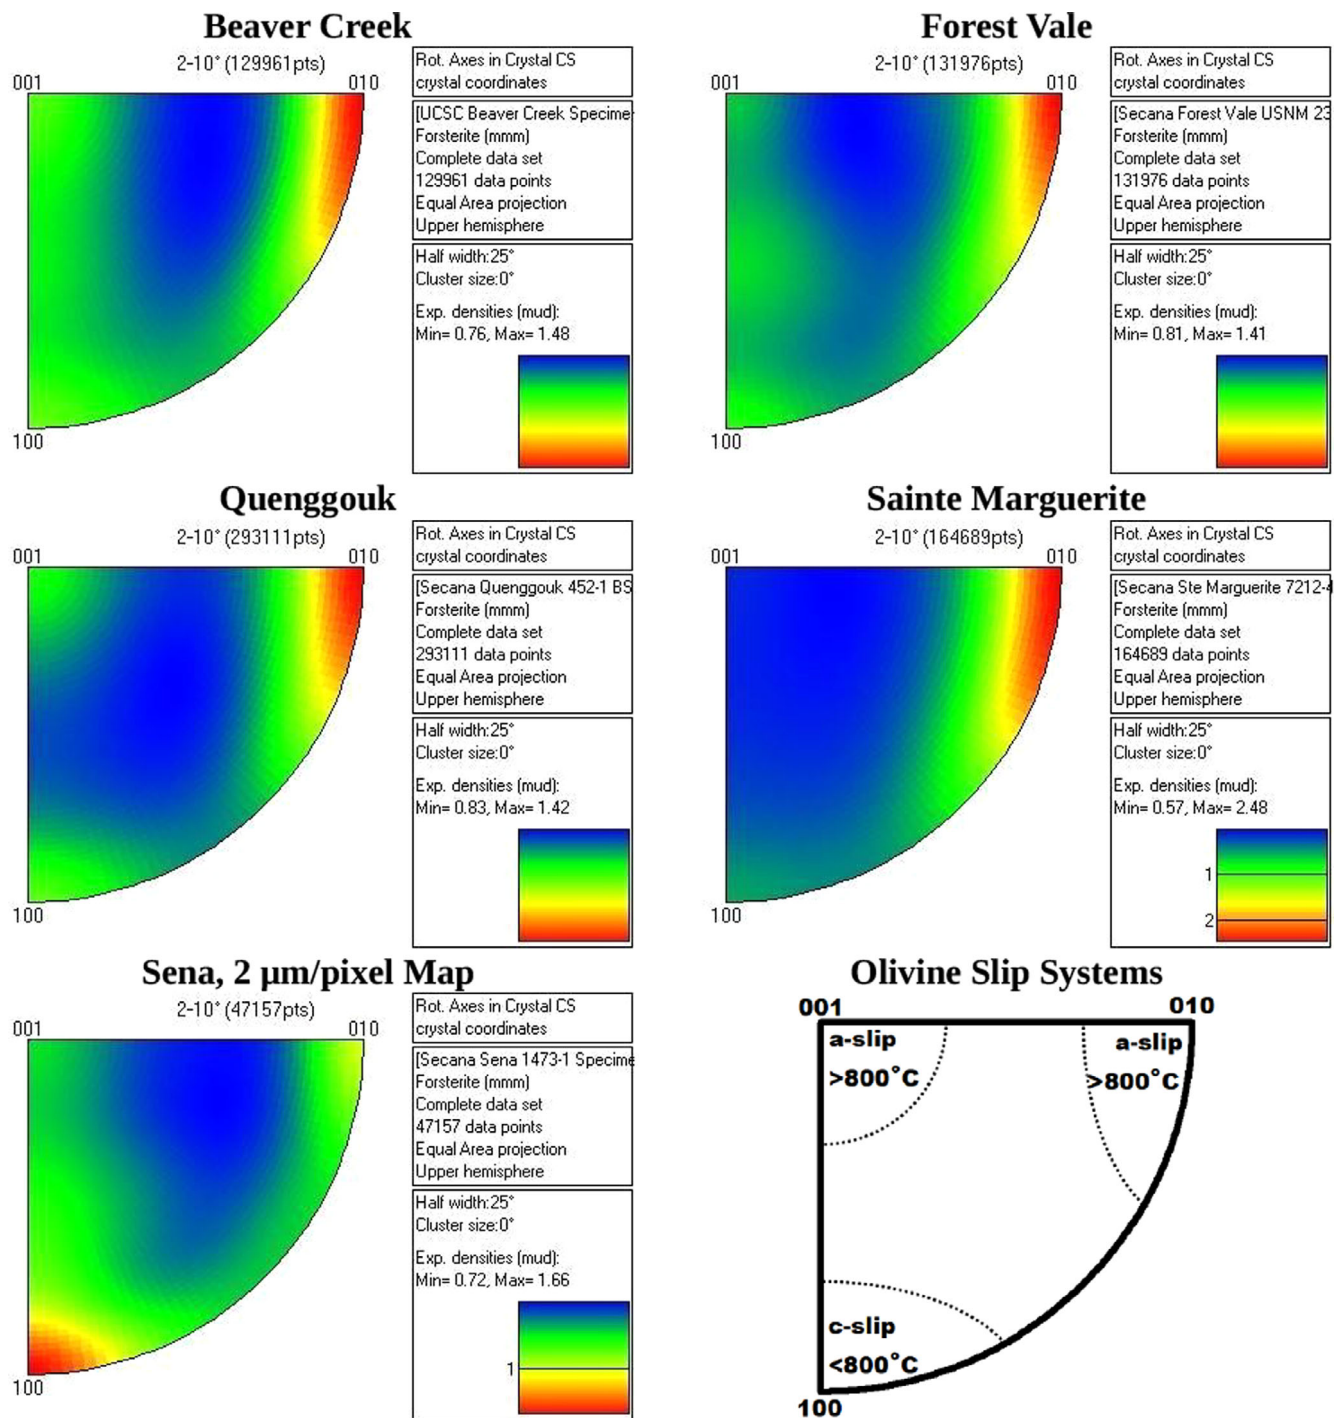 Beaver Creek
2-10° (129961pts)
001
010
100
Rot. Axes in Crystal CS
crystal coordinates
[UCSC Beaver Creek Specime
Forsterite (mmm)
Complete data set
129961 data points
Equal Area projection
Upper hemisphere
Half width:25°
Cluster size:0°
Exp. densities (mud):
Min= 0.76, Max= 1.48
Forest Vale
2-10° (131976pts)
001
010
100
Rot. Axes in Crystal CS
crystal coordinates
[Secana Forest Vale USNM 23
Forsterite (mmm)
Complete data set
131976 data points
Equal Area projection
Upper hemisphere
Half width:25°
Cluster size:0°
Exp. densities (mud):
Min= 0.81, Max= 1.41
Quenggouk
2-10° (293111pts)
001
010
100
Rot. Axes in Crystal CS
crystal coordinates
[Secana Quenggouk 452-1 BS
Forsterite (mmm)
Complete data set
293111 data points
Equal Area projection
Upper hemisphere
Half width:25°
Cluster size:0°
Exp. densities (mud):
Min= 0.83, Max= 1.42
Sainte Marguerite
2-10° (164689pts)
001
010
100
Rot. Axes in Crystal CS
crystal coordinates
[Secana Ste Marguerite 7212-4
Forsterite (mmm)
Complete data set
164689 data points
Equal Area projection
Upper hemisphere
Half width:25°
Cluster size:0°
Exp. densities (mud):
Min= 0.57, Max= 2.48
1
2
Sena, 2 μm/pixel Map
2-10° (47157pts)
001
010
100
Rot. Axes in Crystal CS
crystal coordinates
[Secana Sena 1473-1 Specime
Forsterite (mmm)
Complete data set
47157 data points
Equal Area projection
Upper hemisphere
Half width:25°
Cluster size:0°
Exp. densities (mud):
Min= 0.72, Max= 1.66
1
Olivine Slip Systems
001
010
a-slip
>800°C
a-slip
>800°C
c-slip
<800°C
100